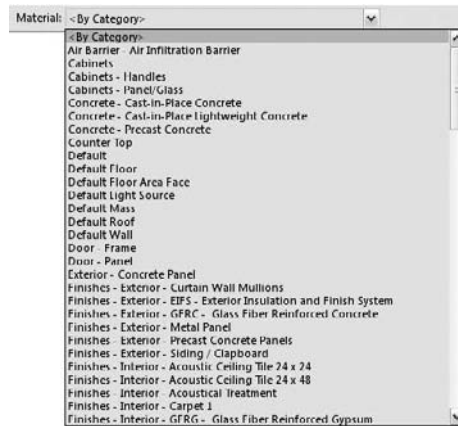 Material: <By Category>
<By Category>
Air Barrier - Air Infiltration Barrier
Cabinets
Cabinets - Handles
Cabinets - Panel/Glass
Concrete - Cast-in-Place Concrete
Concrete - Cast-in-Place Lightweight Concrete
Concrete - Precast Concrete
Counter Top
Default
Default Floor
Default Floor Area Face
Default Light Source
Default Mass
Default Roof
Default Wall
Door - Frame
Door - Panel
Exterior - Concrete Panel
Finishes - Exterior - Curtain Wall Mullions
Finishes - Exterior - EIFS - Exterior Insulation and Finish System
Finishes - Exterior - GFRC - Glass Fiber Reinforced Concrete
Finishes - Exterior - Metal Panel
Finishes - Exterior - Precast Concrete Panels
Finishes - Exterior - Siding / Clapboard
Finishes - Interior - Acoustic Ceiling Tile 24 x 24
Finishes - Interior - Acoustic Ceiling Tile 24 x 48
Finishes - Interior - Acoustical Treatment
Finishes - Interior - Carpet 1
Finishes - Interior - GFRG - Glass Fiber Reinforced Gypsum